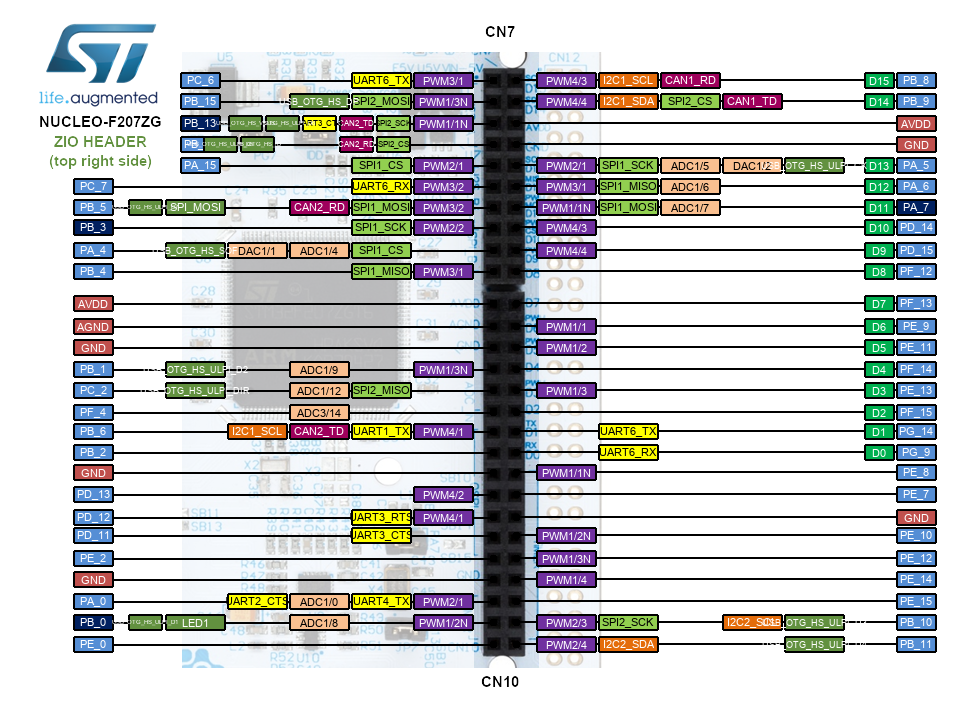 CN7
ST
life.augmented
NUCLEO-F207ZG
ZIO HEADER
(top right side)
PC_6 UART6_TX PWM3/1 PWM4/3 I2C1_SCL CAN1_RD D15 PB_8
PB_15 SPI2_MOSI PWM1/3N PWM4/4 I2C1_SDA SPI2_CS CAN1_TD D14 PB_9
PB_13 CAN2_TD PWM1/1N AVDD
CAN2_RD SPI2_CS GND
PA_15 SPI1_CS PWM2/1 PWM2/1 SPI1_SCK ADC1/5 DAC1/2 D13 PA_5
PC_7 UART6_RX PWM3/2 PWM3/1 SPI1_MISO ADC1/6 D12 PA_6
PB_5 SPI_MOSI CAN2_RD SPI1_MOSI PWM3/2 PWM1/1N SPI1_MOSI ADC1/7 D11 PA_7
PB_3 SPI1_SCK PWM2/2 PWM4/3 D10 PD_14
PA_4 DAC1/1 ADC1/4 SPI1_CS PWM4/4 D9 PD_15
PB_4 SPI1_MISO PWM3/1 D8 PF_12
AVDD D7 PF_13
AGND PWM1/1 D6 PE_9
GND PWM1/2 D5 PE_11
PB_1 USB_OTG_HS_ULPI_D2 ADC1/9 PWM1/3N D4 PF_14
PC_2 ADC1/12 SPI2_MISO PWM1/3 D3 PE_13
PF_4 ADC3/14 D2 PF_15
PB_6 I2C1_SCL CAN2_TD UART1_TX PWM4/1 UART6_TX D1 PG_14
PB_2 UART6_RX D0 PG_9
GND PWM1/1N PE_8
PD_13 PWM4/2 PE_7
PD_12 UART3_RTS PWM4/1 GND
PD_11 UART3_CTS PWM1/2N PE_10
PE_2 PWM1/3N PE_12
GND PWM1/4 PE_14
PA_0 UART2_CTS ADC1/0 UART4_TX PWM2/1 PE_15
PB_0 LED1 ADC1/8 PWM1/2N PWM2/3 SPI2_SCK I2C2_SCL PB_10
PE_0 PWM2/4 I2C2_SDA PB_11
CN10